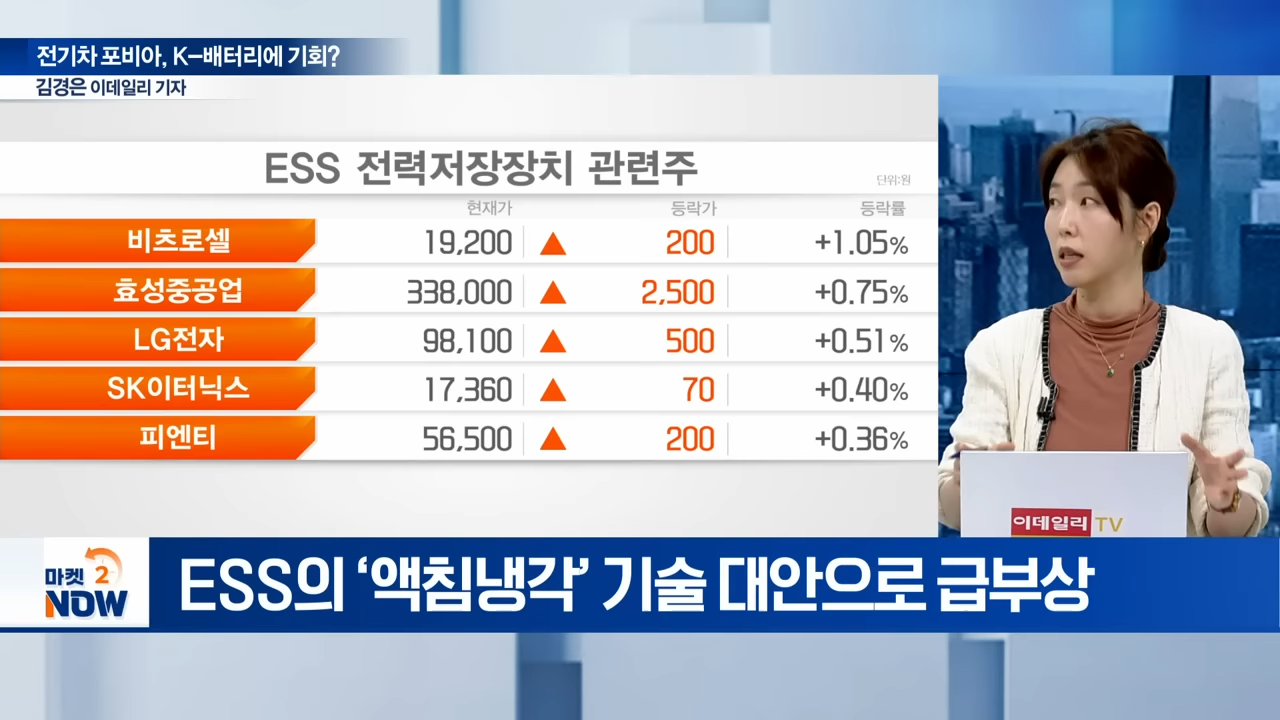 전기차 포비아, K-배터리에 기회?
김경은 이데일리 기자
ESS 전력저장장치 관련주
단위:원
현재가 등락가 등락률
비츠로셀 19,200 ▲ 200 +1.05%
효성중공업 338,000 ▲ 2,500 +0.75%
LG전자 98,100 ▲ 500 +0.51%
SK이터닉스 17,360 ▲ 70 +0.40%
피엔티 56,500 ▲ 200 +0.36%
이데일리 TV
마켓 2
NOW
ESS의 ‘액침냉각’ 기술 대안으로 급부상